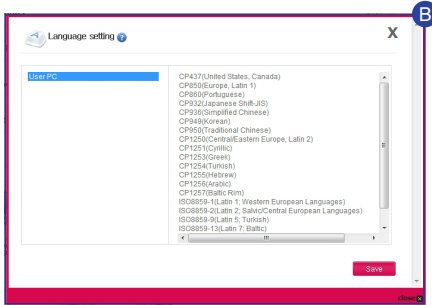 B
Language setting ?
X
User PC
CP437(United States, Canada)
CP850(Europe, Latin 1)
CP860(Portuguese)
CP932(Japanese Shift-JIS)
CP936(Simplified Chinese)
CP949(Korean)
CP950(Traditional Chinese)
CP1250(Central/Eastern Europe, Latin 2)
CP1251(Cyrillic)
CP1253(Greek)
CP1254(Turkish)
CP1255(Hebrew)
CP1256(Arabic)
CP1257(Baltic Rim)
ISO8859-1(Latin 1; Western European Languages)
ISO8859-2(Latin 2; Salvic/Central European Languages)
ISO8859-9(Latin 5; Turkish)
ISO8859-13(Latin 7; Baltic)
Save
close x